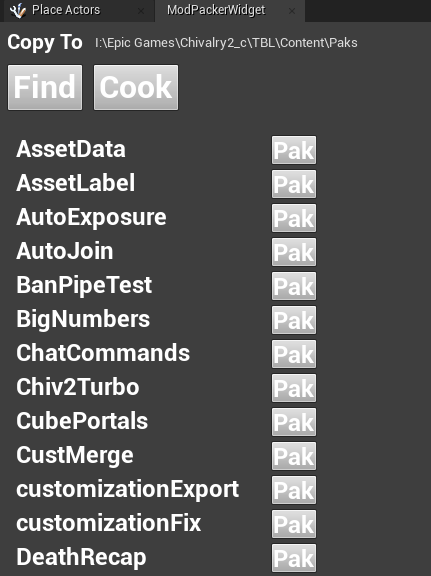 Place Actors ModPackerWidget
Copy To I:\Epic Games\Chivalry2_c\TBL\Content\Paks
Find Cook
AssetData Pak
AssetLabel Pak
AutoExposure Pak
AutoJoin Pak
BanPipeTest Pak
BigNumbers Pak
ChatCommands Pak
Chiv2Turbo Pak
CubePortals Pak
CustMerge Pak
customizationExport Pak
customizationFix Pak
DeathRecap Pak